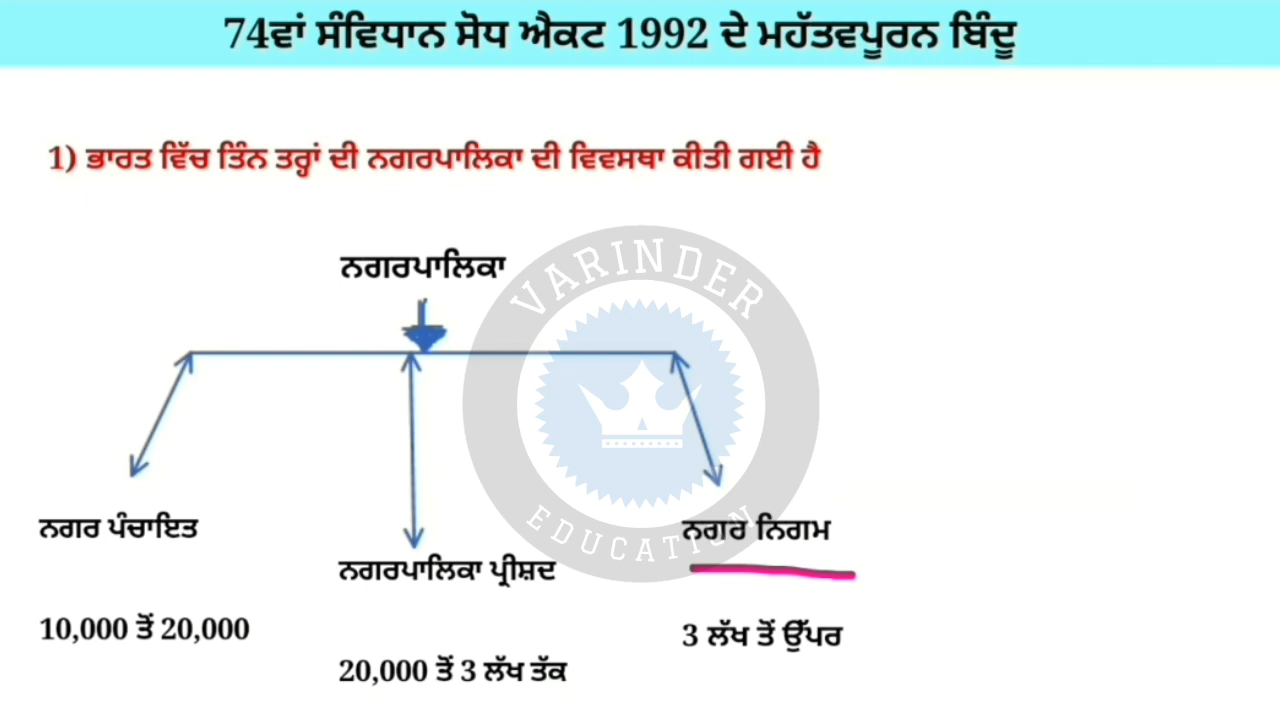 74ਵਾਂ ਸੰਵਿਧਾਨ ਸੋਧ ਐਕਟ 1992 ਦੇ ਮਹੱਤਵਪੂਰਨ ਬਿੰਦੂ
1) ਭਾਰਤ ਵਿੱਚ ਤਿੰਨ ਤਰ੍ਹਾਂ ਦੀ ਨਗਰਪਾਲਿਕਾ ਦੀ ਵਿਵਸਥਾ ਕੀਤੀ ਗਈ ਹੈ
ਨਗਰਪਾਲਿਕਾ
VARINDER
EDUCATION
ਨਗਰ ਪੰਚਾਇਤ
10,000 ਤੋਂ 20,000
ਨਗਰਪਾਲਿਕਾ ਪ੍ਰੀਸ਼ਦ
20,000 ਤੋਂ 3 ਲੱਖ ਤੱਕ
ਨਗਰ ਨਿਗਮ
3 ਲੱਖ ਤੋਂ ਉੱਪਰ